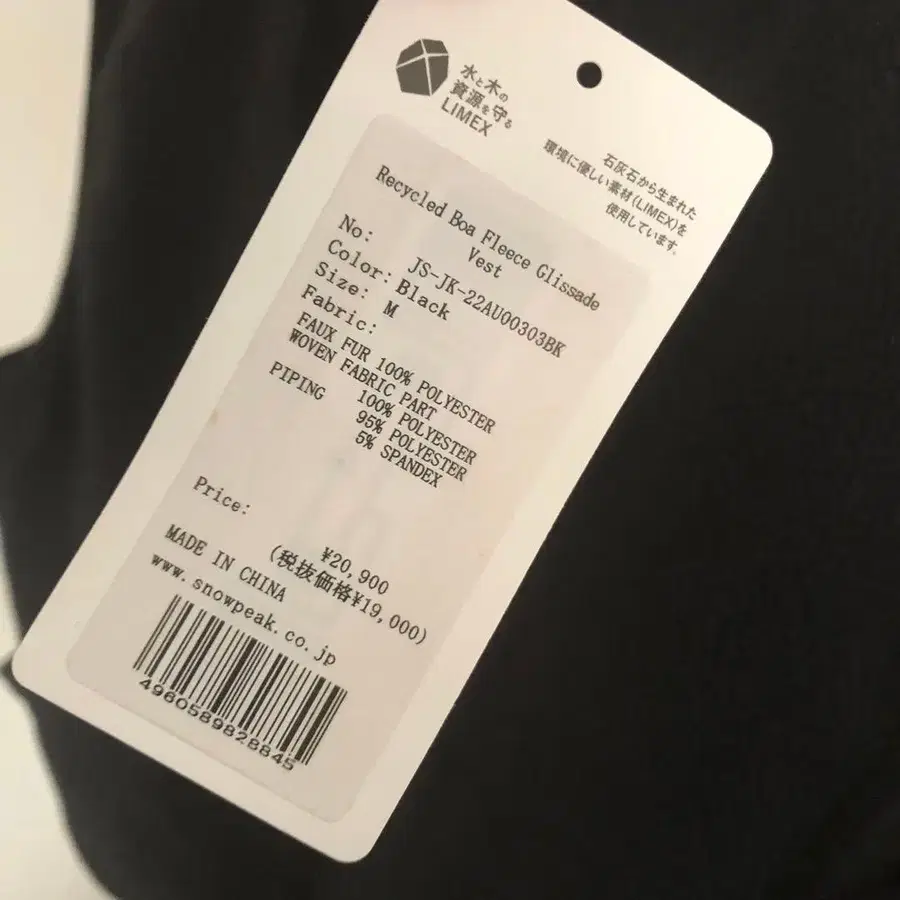 水と木の
資源を守る
LIMEX
石灰石から生まれた
環境に優しい素材(LIMEX)を
使用しています。
Recycled Boa Fleece Glissade
Vest
No: JS-JK-22AU00303BK
Color: Black
Size: M
Fabric:
FAUX FUR 100% POLYESTER
WOVEN FABRIC PART
100% POLYESTER
PIPING 95% POLYESTER
5% SPANDEX
Price:
¥20,900
(税抜価格¥19,000)
MADE IN CHINA
www.snowpeak.co.jp
4960589828845